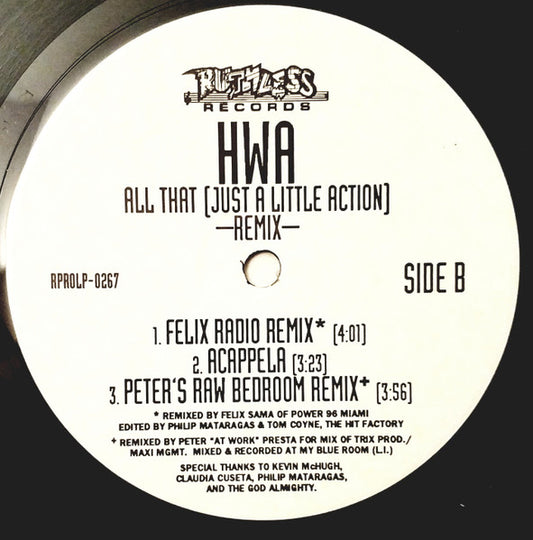 RUTHLESS
RECORDS
HWA
ALL THAT (JUST A LITTLE ACTION)
—REMIX—
RPROLP-0267
SIDE B
1. FELIX RADIO REMIX* (4:01)
2. ACAPPELA (3:23)
3. PETER'S RAW BEDROOM REMIX+ (3:56)
* REMIXED BY FELIX SAMA OF POWER 96 MIAMI
EDITED BY PHILIP MATARAGAS & TOM COYNE, THE HIT FACTORY
+ REMIXED BY PETER "AT WORK" PRESTA FOR MIX OF TRIX PROD./
MAXI MGMT. MIXED & RECORDED AT MY BLUE ROOM (L.I.)
SPECIAL THANKS TO KEVIN McHUGH,
CLAUDIA CUSETA, PHILIP MATARAGAS,
AND THE GOD ALMIGHTY.